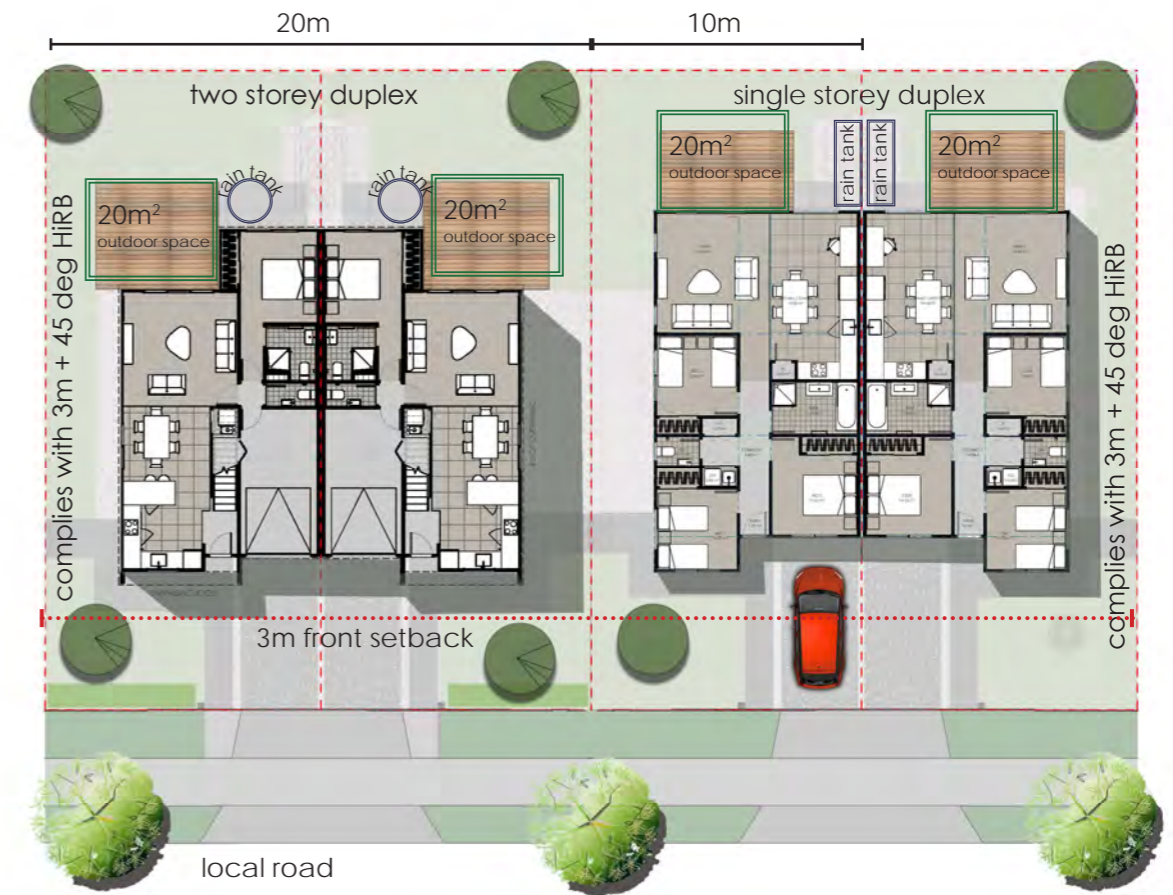 20m
10m
two storey duplex
single storey duplex
rain tank
rain tank
rain tank
rain tank
20m²
outdoor space
20m²
outdoor space
20m²
outdoor space
20m²
outdoor space
complies with 3m + 45 deg HiRB
complies with 3m + 45 deg HiRB
3m front setback
local road